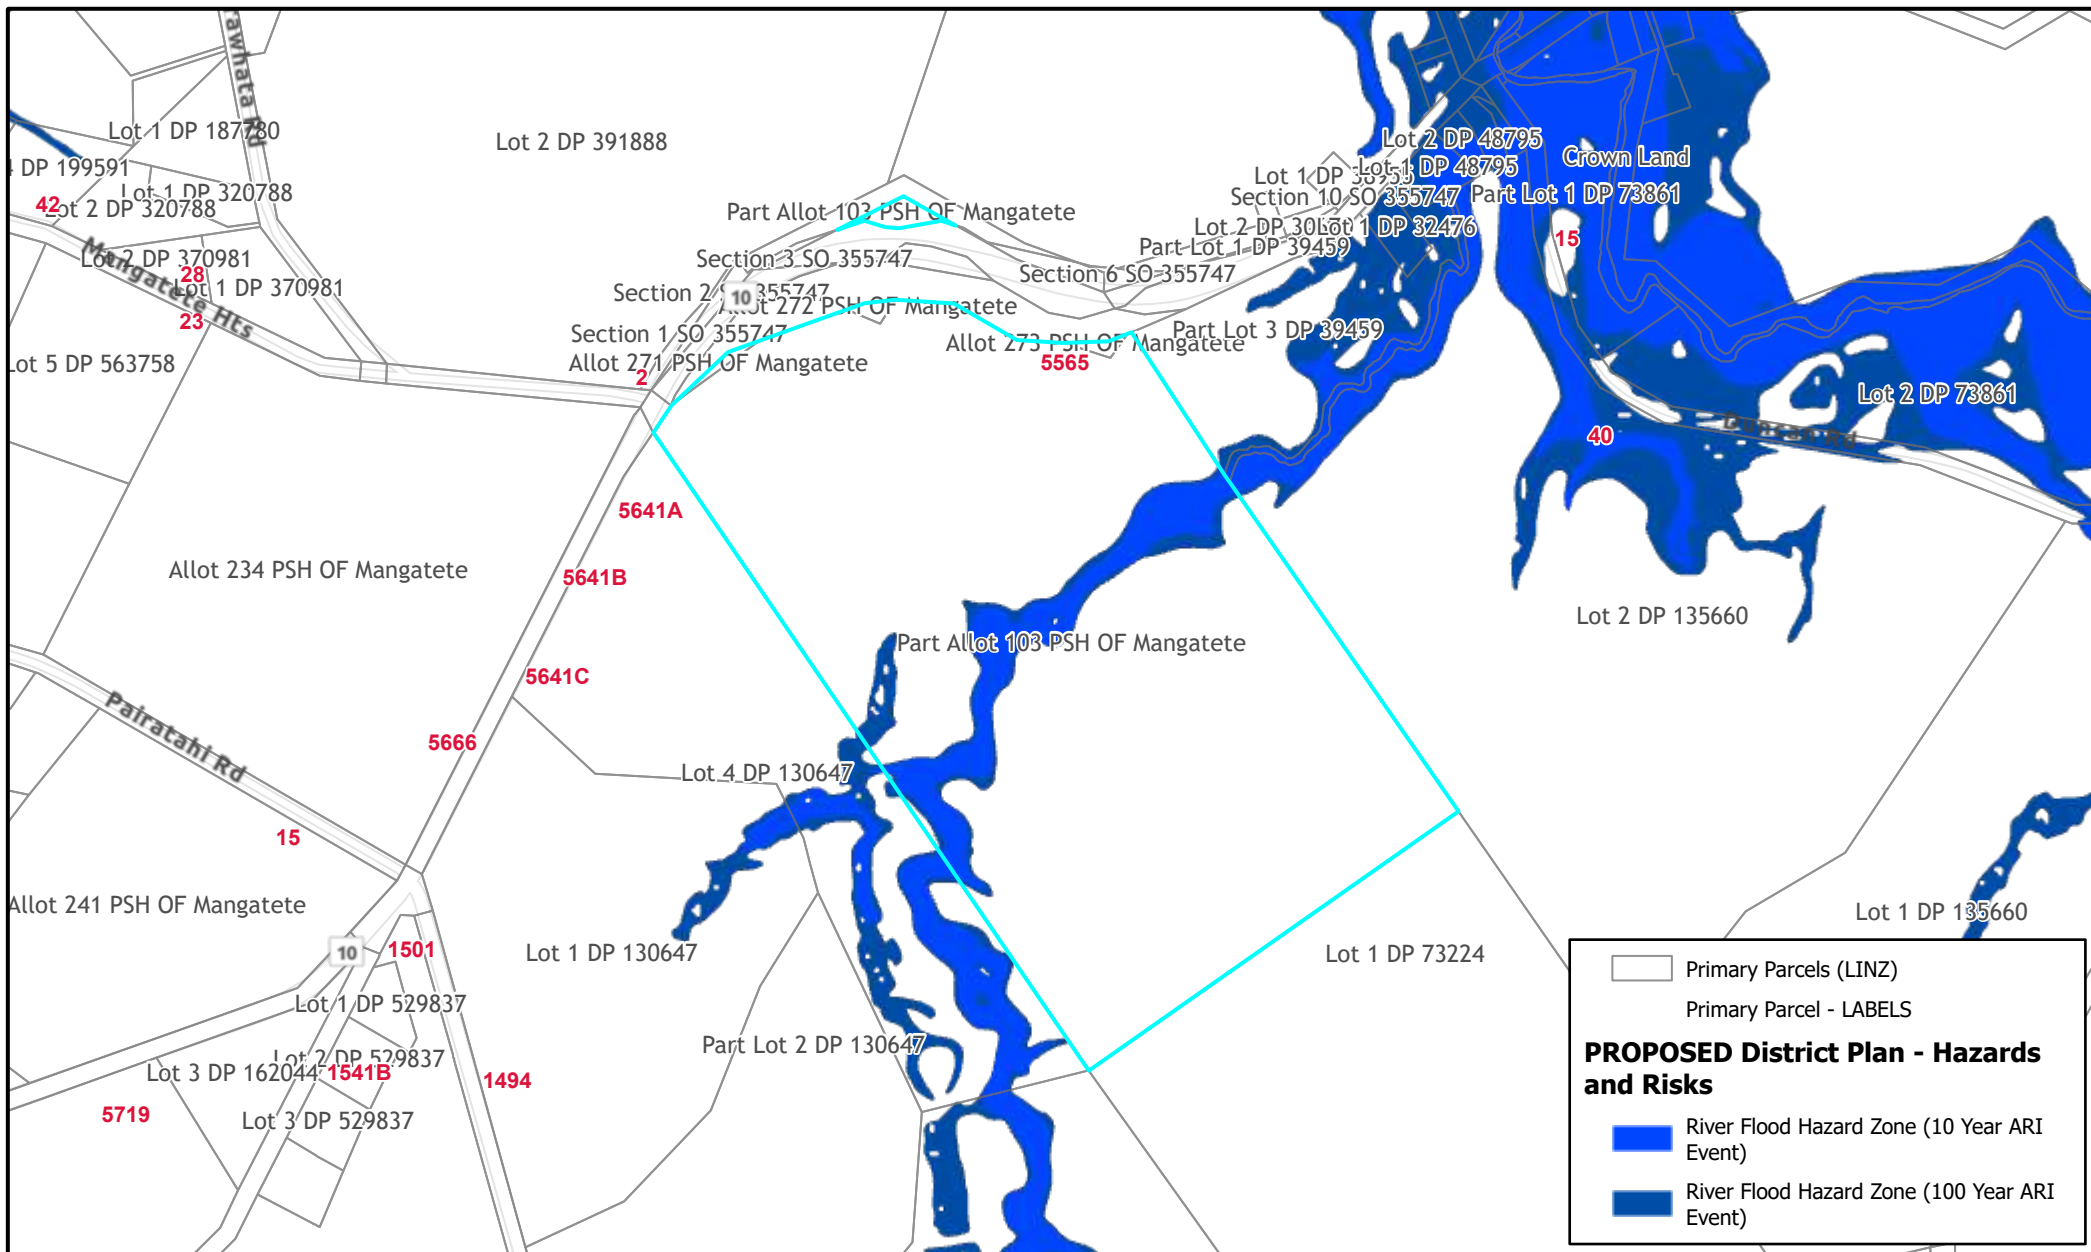 awhata Rd
Lot 1 DP 187780
Lot 2 DP 391888
Lot 2 DP 48795
DP 199591
Lot 1 DP 48795
Crown Land
Lot 1 DP 320788
Section 10 SO 355747
Part Lot 1 DP 73861
42
Lot 2 DP 320788
Part Allot 103 PSH OF Mangatete
Lot 1 DP 32476
15
Mangatete Hts
Part Lot 1 DP 39459
Lot 2 DP 370981
Section 3 SO 355747
Section 6 SO 355747
28
Lot 1 DP 370981
Section 2 SO 355747
10
Allot 272 PSH OF Mangatete
23
Section 1 SO 355747
Part Lot 3 DP 39459
Allot 273 PSH OF Mangatete
Lot 5 DP 563758
Allot 271 PSH OF Mangatete
5565
2
Lot 2 DP 73861
Duncan Rd
40
5641A
Allot 234 PSH OF Mangatete
5641B
Lot 2 DP 135660
Part Allot 103 PSH OF Mangatete
5641C
Pairatahi Rd
5666
Lot 4 DP 130647
15
Allot 241 PSH OF Mangatete
Lot 1 DP 135660
10
1501
Lot 1 DP 130647
Lot 1 DP 73224
Lot 1 DP 529837
Part Lot 2 DP 130647
Lot 2 DP 529837
Lot 3 DP 162044
1541B
1494
5719
Lot 3 DP 529837
Primary Parcels (LINZ)
Primary Parcel - LABELS
PROPOSED District Plan - Hazards
and Risks
River Flood Hazard Zone (10 Year ARI
Event)
River Flood Hazard Zone (100 Year ARI
Event)